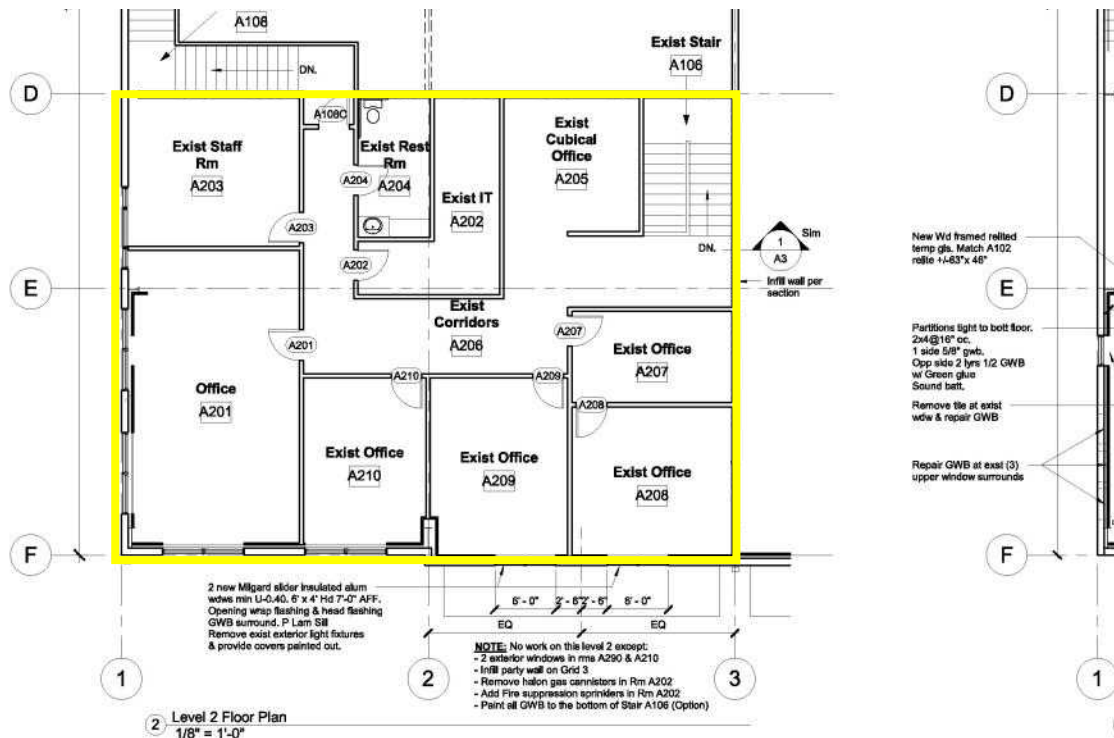 A108
DN.
Exist Stair
A106
D
D
A108C
Exist Staff
Rm
A203
Exist Rest
Rm
A204
A204
Exist
Cubical
Office
A205
Exist IT
A202
A203
A202
DN.
1
A3
Sim
Infill wall per
section
New Wd framed relited
temp gls. Match A102
relite +/-63"x 46"
E
E
Exist
Corridors
A206
A201
A207
Exist Office
A207
Partitions tight to bott floor.
2x4@16" oc.
1 side 5/8" gwb.
Opp side 2 lyrs 1/2 GWB
w/ Green glue
Sound batt.
Office
A201
A210
A209
A208
Remove tile at exist
wdw & repair GWB
Exist Office
A210
Exist Office
A209
Exist Office
A208
Repair GWB at exst (3)
upper window surrounds
F
F
2 new Milgard slider insulated alum
wdws min U-0.40. 6' x 4' Hd 7'-0" AFF.
Opening wrap flashing & head flashing
GWB surround. P Lam Sill
Remove exist exterior light fixtures
& provide covers painted out.
6' - 0"
2' - 6"
2' - 6"
6' - 0"
EQ
EQ
NOTE: No work on this level 2 except:
- 2 exterior windows in rms A290 & A210
- Infill party wall on Grid 3
- Remove halon gas cannisters in Rm A202
- Add Fire suppression sprinklers in Rm A202
- Paint all GWB to the bottom of Stair A106 (Option)
1
2
3
1
2
Level 2 Floor Plan
1/8" = 1'-0"